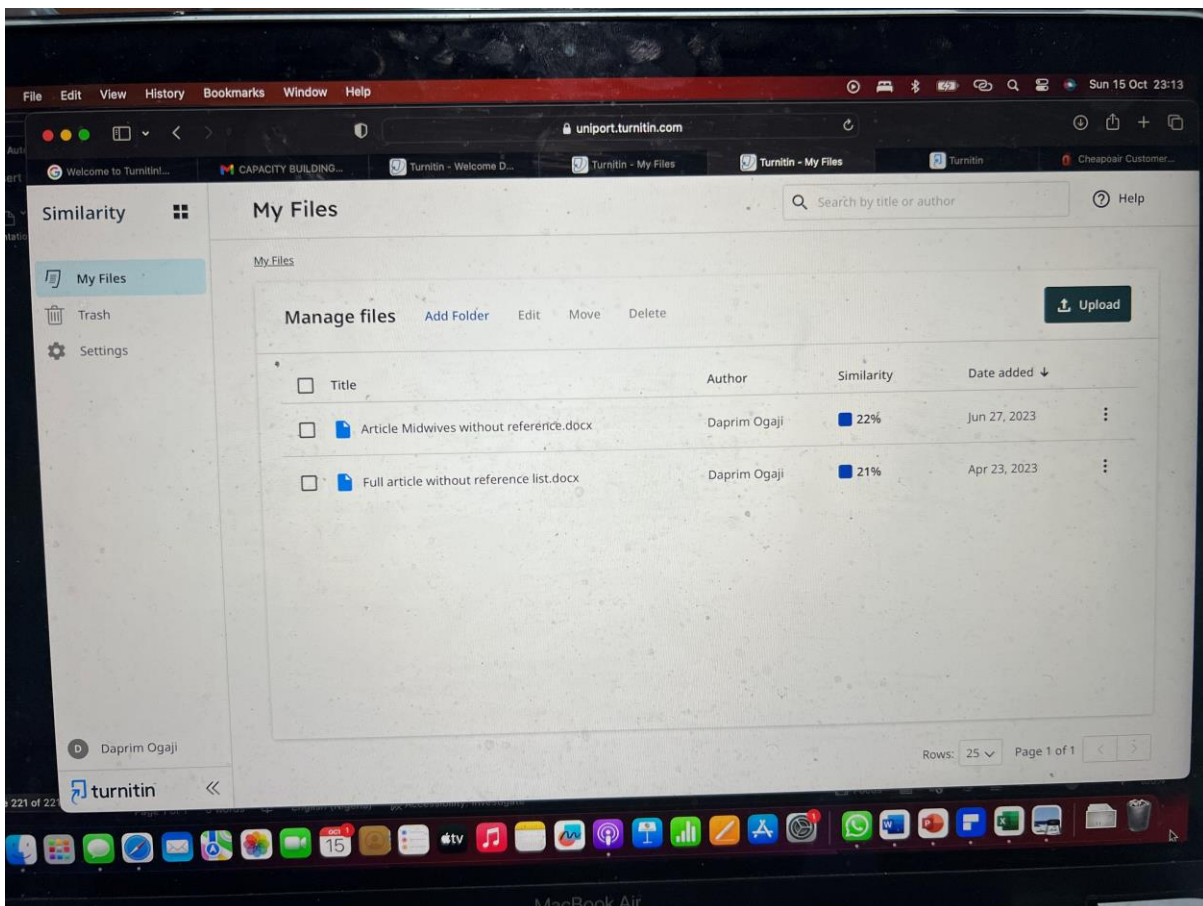 File Edit View History Bookmarks Window Help Sun 15 Oct 23:13
uniport.turnitin.com
Welcome to Turnitin!... CAPACITY BUILDING... Turnitin - Welcome D... Turnitin - My Files Turnitin - My Files Turnitin Cheapoair Customer...
Similarity
My Files
Search by title or author
Help
My Files
Trash
Settings
My Files
Manage files Add Folder Edit Move Delete
Upload
Title Author Similarity Date added
Article Midwives without reference.docx Daprim Ogaji 22% Jun 27, 2023
Full article without reference list.docx Daprim Ogaji 21% Apr 23, 2023
D Daprim Ogaji
Rows: 25 Page 1 of 1
turnitin
221 of 221
OCT
15
tv
MacBook Air